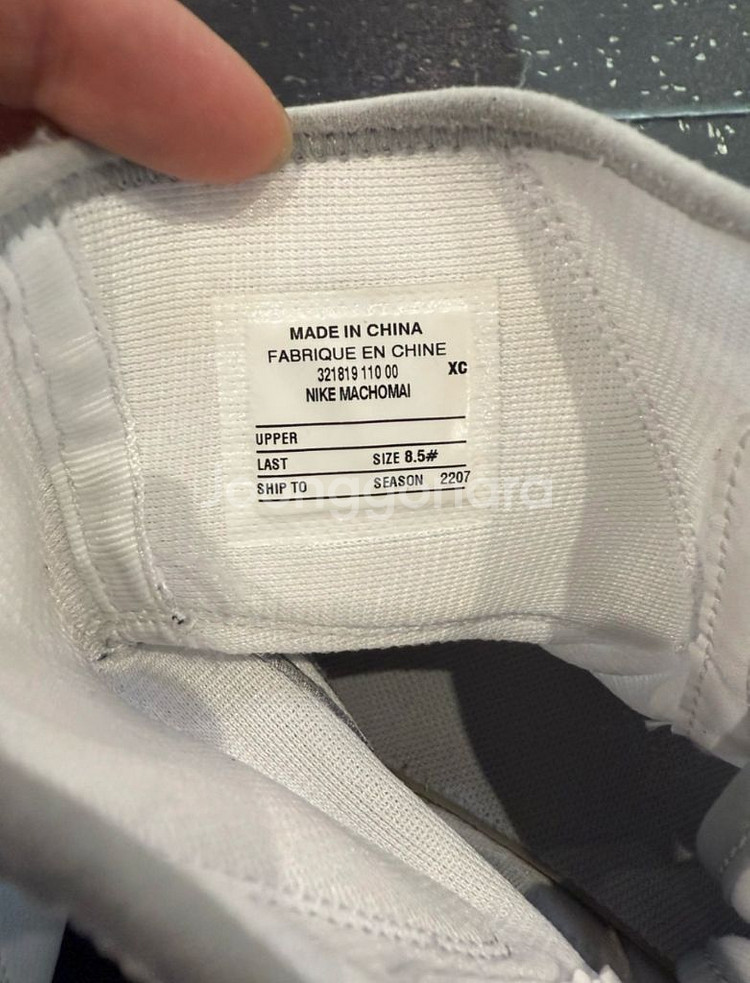 MADE IN CHINA
FABRIQUE EN CHINE
321819 110 00 XC
NIKE MACHOMAI
UPPER
LAST SIZE 8.5#
SHIP TO SEASON 2207